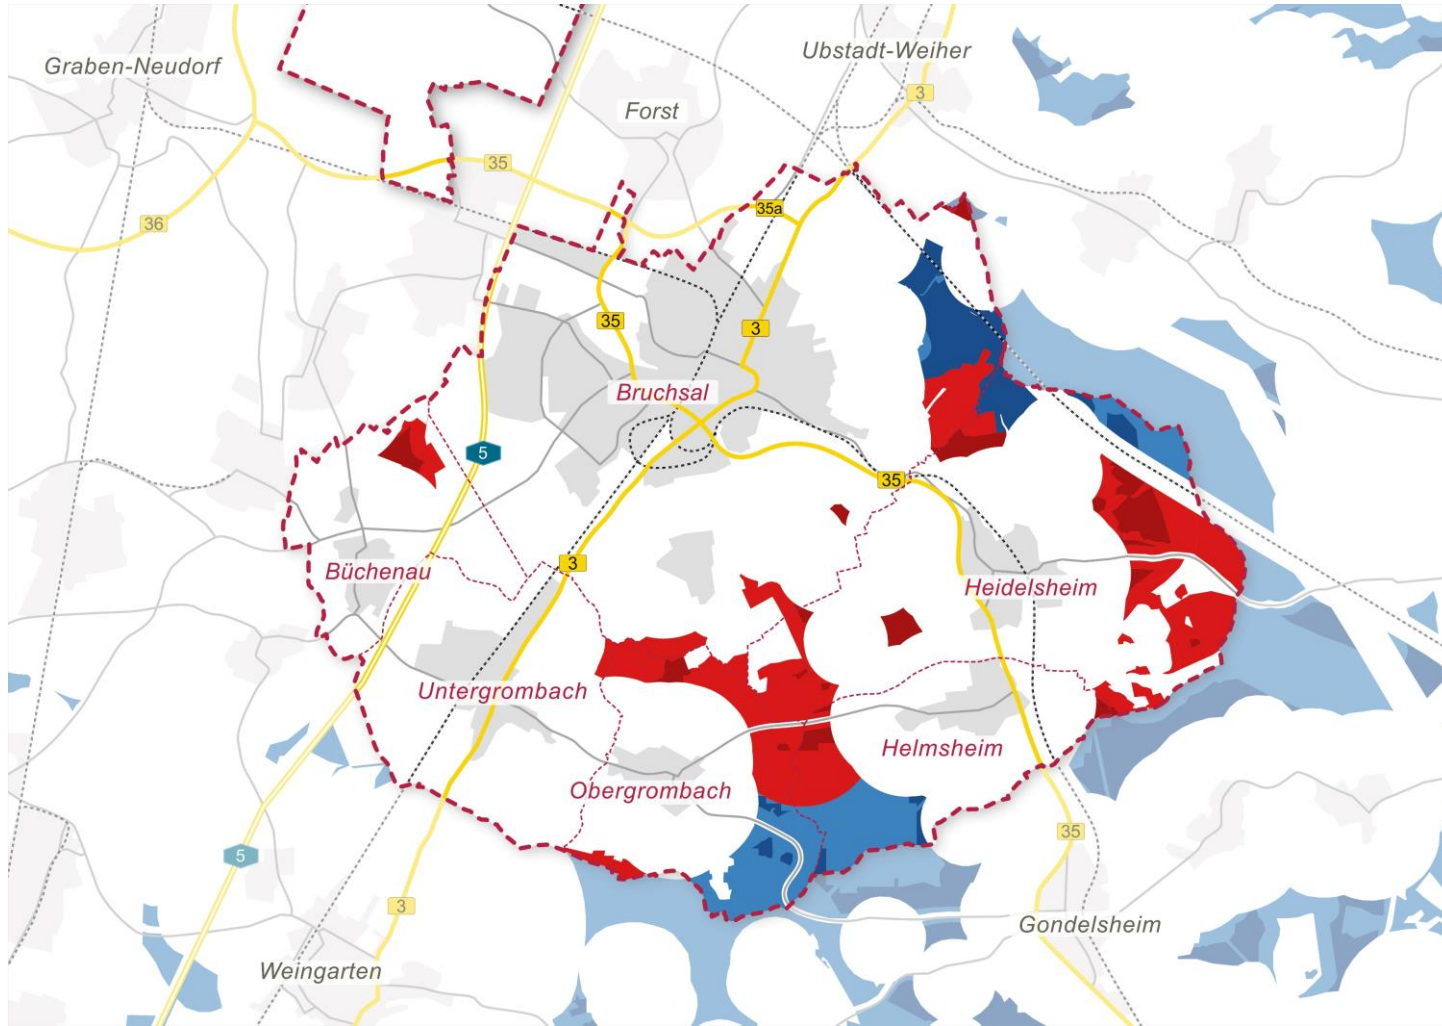 Ubstadt-Weiher
Graben-Neudorf
3
Forst
35
35a
36
35
3
Bruchsal
5
35
3
Büchenau
Heidelsheim
Untergrombach
Helmsheim
Obergrombach
35
5
3
Gondelsheim
Weingarten